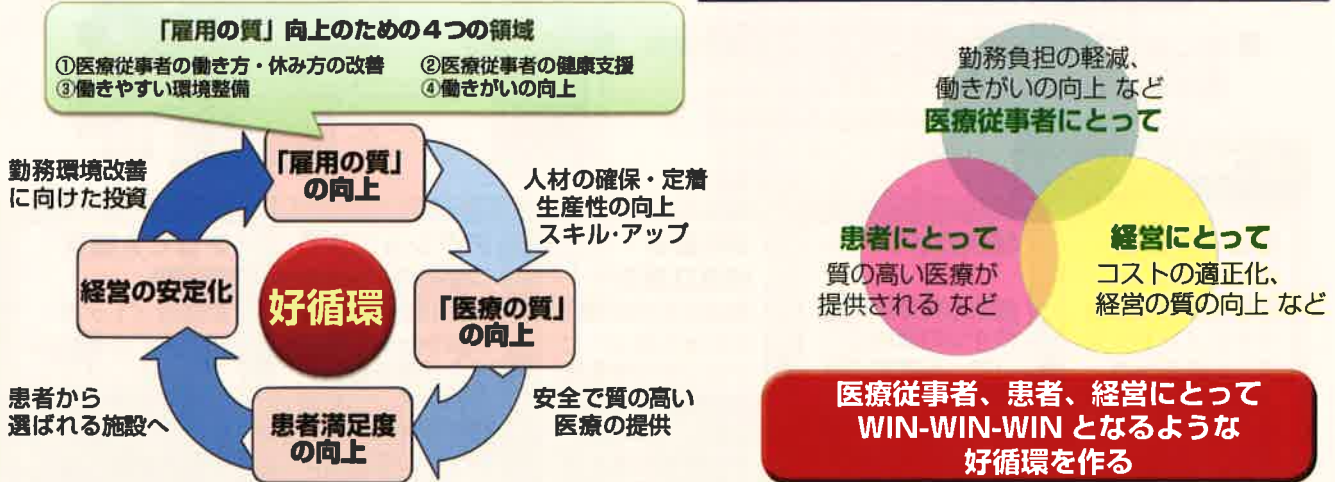 「雇用の質」向上のための4つの領域
①医療従事者の働き方・休み方の改善 ②医療従事者の健康支援
③働きやすい環境整備 ④働きがいの向上
「雇用の質」
の向上
人材の確保・定着
生産性の向上
スキル・アップ
「医療の質」
の向上
安全で質の高い
医療の提供
患者満足度
の向上
患者から
選ばれる施設へ
経営の安定化
勤務環境改善
に向けた投資
好循環
勤務負担の軽減、
働きがいの向上 など
医療従事者にとって
患者にとって
質の高い医療が
提供される など
経営にとって
コストの適正化、
経営の質の向上 など
医療従事者、患者、経営にとって
WIN-WIN-WIN となるような
好循環を作る